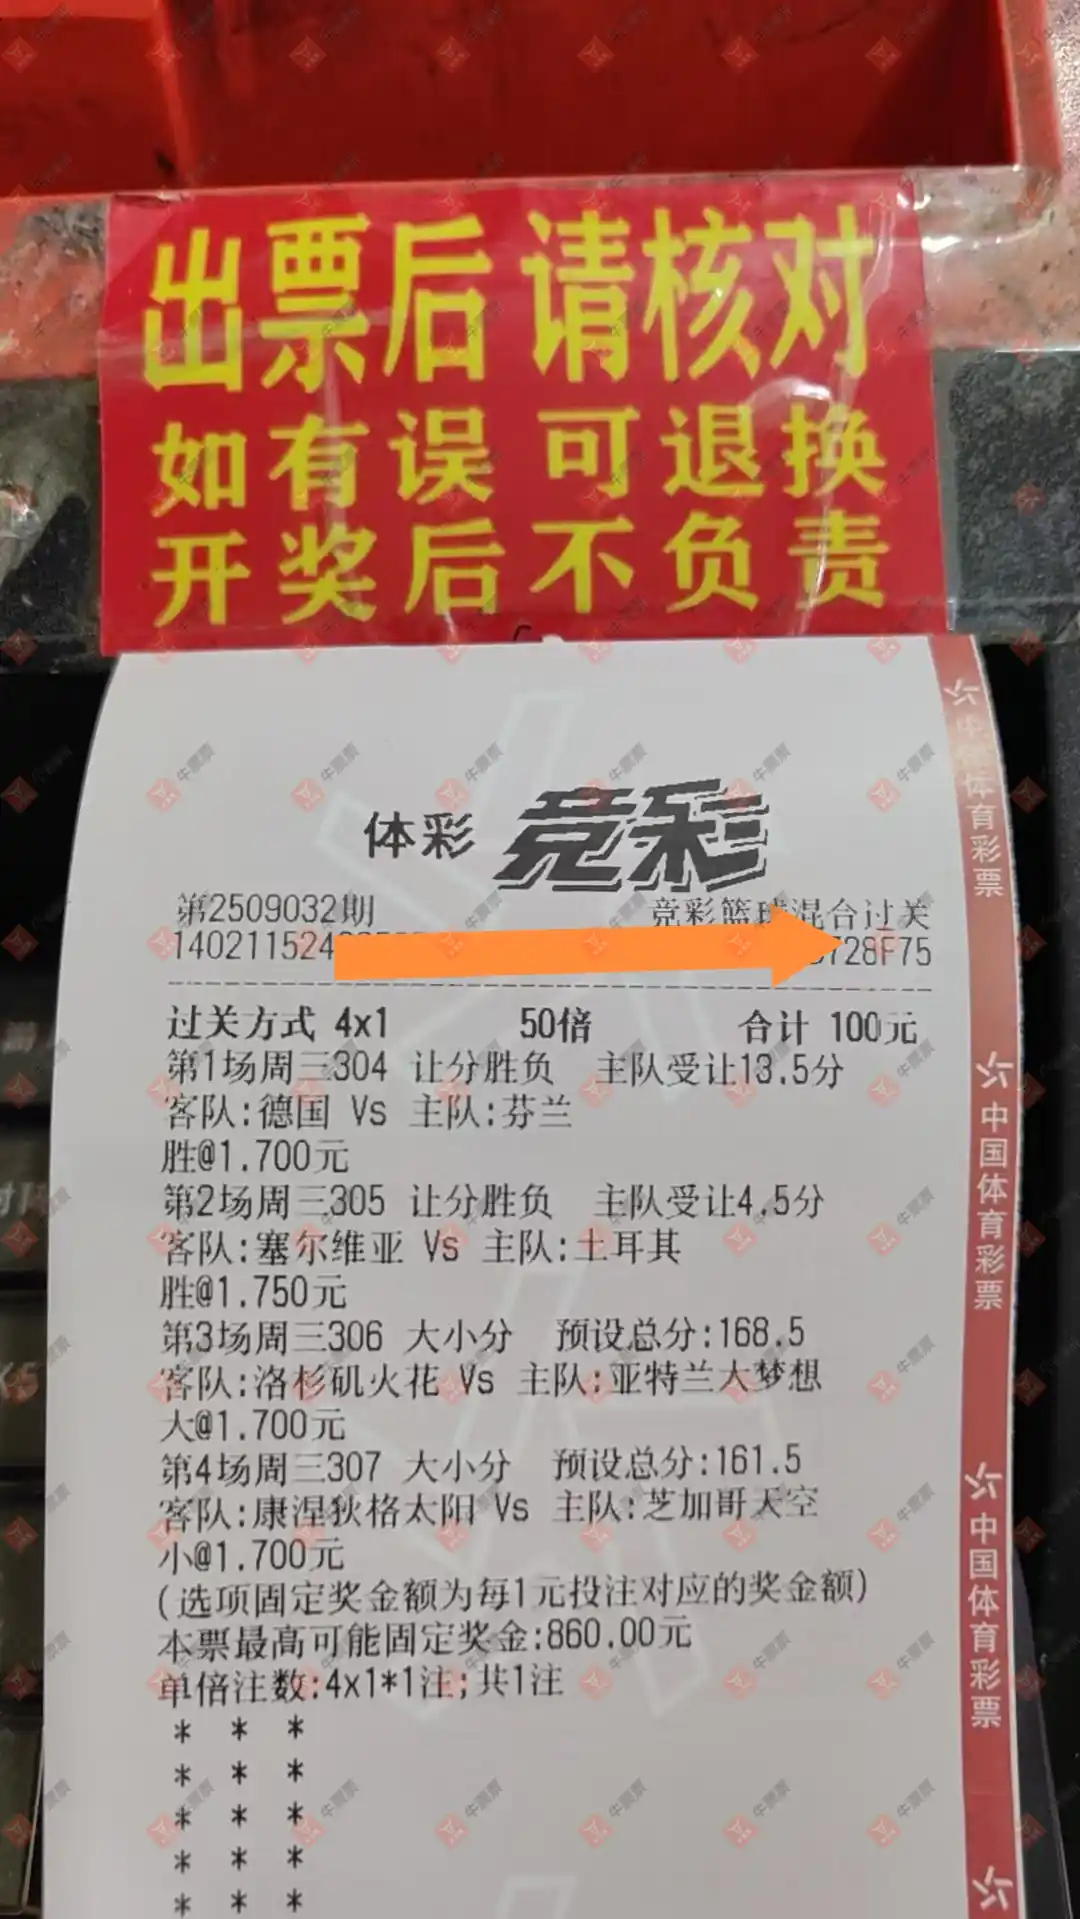 出票后请核对
如有误 可退换
开奖后不负责
体彩 竞彩
第2509032期 竞彩篮球混合过关
140211524 728F75
过关方式 4x1 50倍 合计 100元
第1场周三304 让分胜负 主队受让13.5分
客队:德国 Vs 主队:芬兰
胜@1.700元
第2场周三305 让分胜负 主队受让4.5分
客队:塞尔维亚 Vs 主队:土耳其
胜@1.750元
第3场周三306 大小分 预设总分:168.5
客队:洛杉矶火花 Vs 主队:亚特兰大梦想
大@1.700元
第4场周三307 大小分 预设总分:161.5
客队:康涅狄格太阳 Vs 主队:芝加哥天空
小@1.700元
(选项固定奖金额为每1元投注对应的奖金额)
本票最高可能固定奖金:860.00元
单倍注数:4x1*1注;共1注
* * *
* * *
* * *
* * *
* * *
中国体育彩票
中国体育彩票
中国体育彩票
牛票票